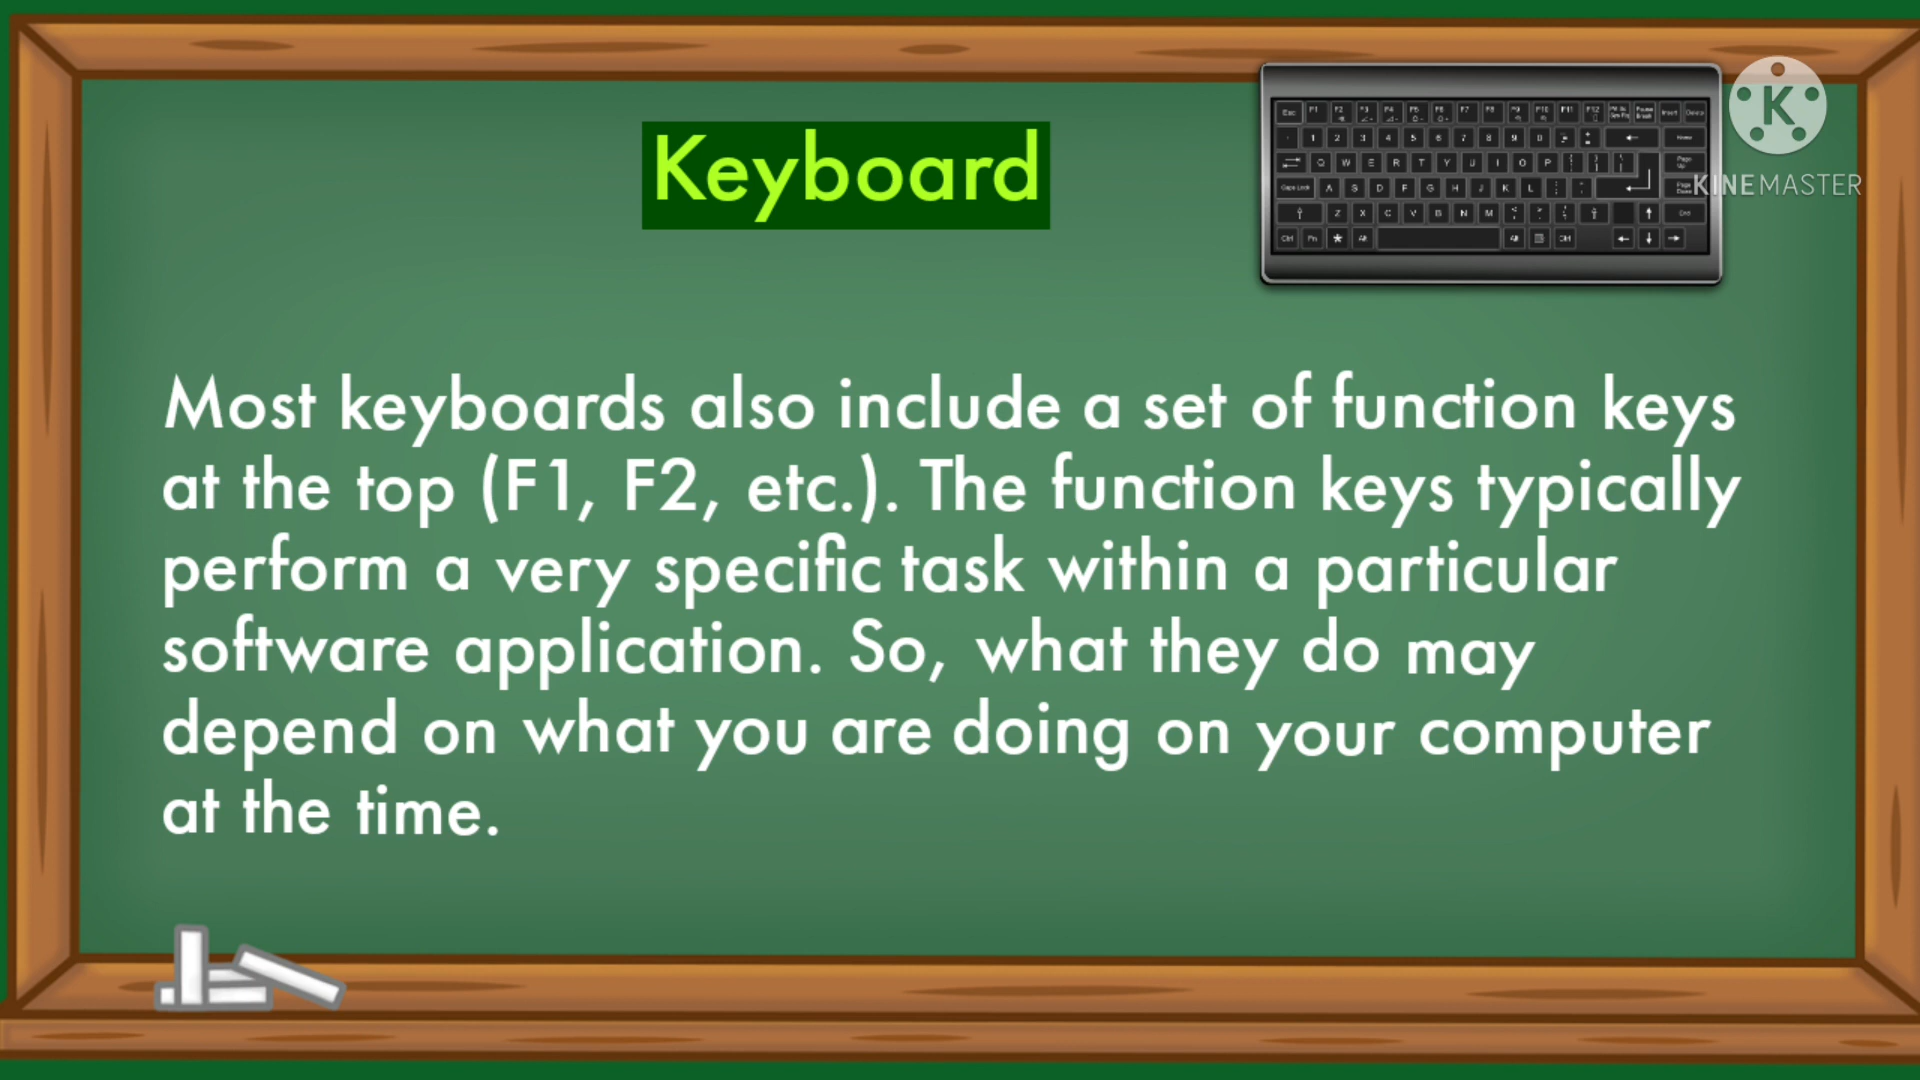 Keyboard
KINEMASTER
Most keyboards also include a set of function keys
at the top (F1, F2, etc.). The function keys typically
perform a very specific task within a particular
software application. So, what they do may
depend on what you are doing on your computer
at the time.